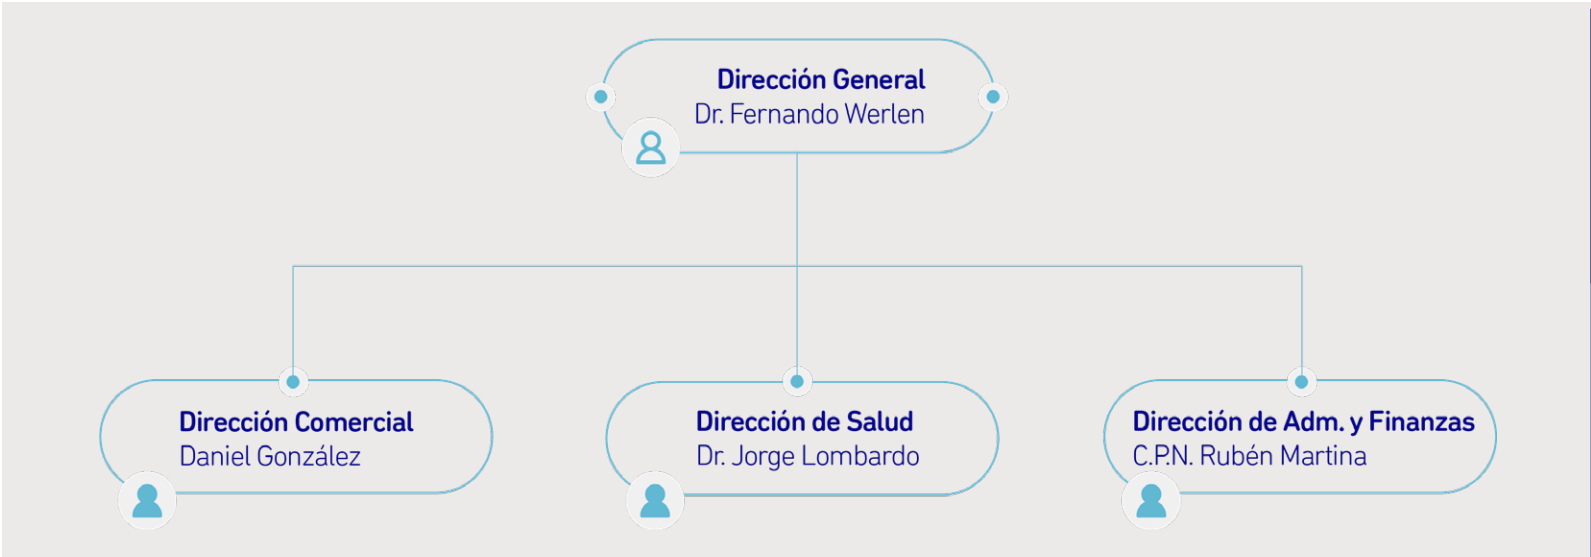 Dirección General
Dr. Fernando Werlen
Dirección Comercial
Daniel González
Dirección de Salud
Dr. Jorge Lombardo
Dirección de Adm. y Finanzas
C.P.N. Rubén Martina